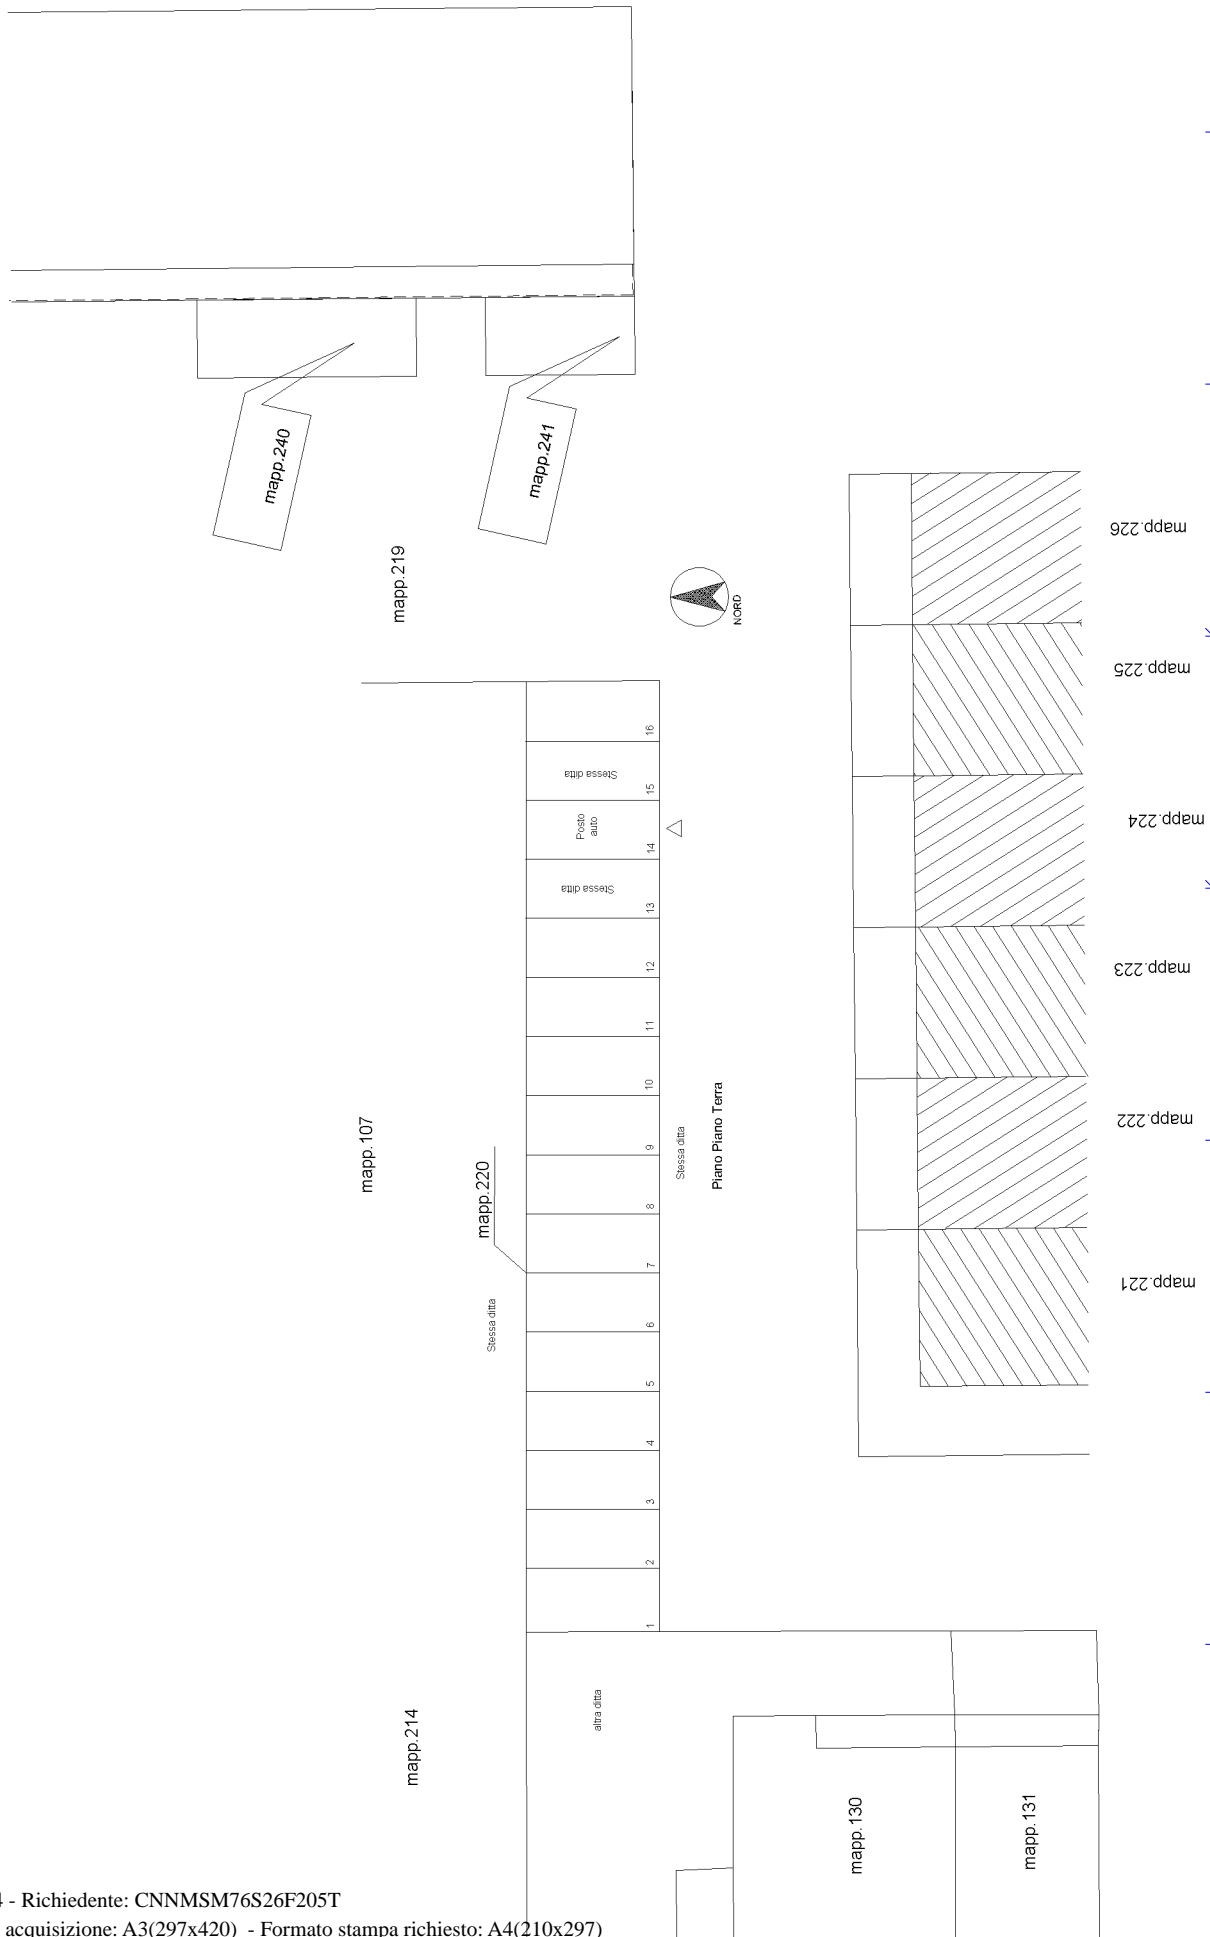 mapp.240
mapp.241
mapp.219
NORD
mapp.226
mapp.225
mapp.224
mapp.223
mapp.222
mapp.221
16
Stessa ditta
15
Posto
auto
14
Stessa ditta
13
12
11
10
9
8
7
6
5
4
3
2
1
mapp.107
mapp.220
Stessa ditta
Stessa ditta
Piano Piano Terra
mapp.214
altra ditta
mapp.130
mapp.131
- Richiedente: CNNMSM76S26F205T
acquisizione: A3(297x420) - Formato stampa richiesto: A4(210x297)